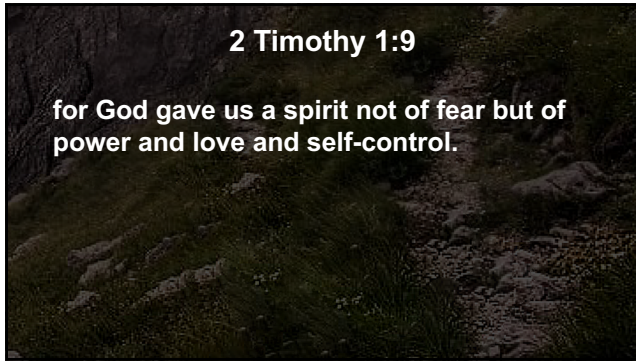 2 Timothy 1:9
for God gave us a spirit not of fear but of
power and love and self-control.